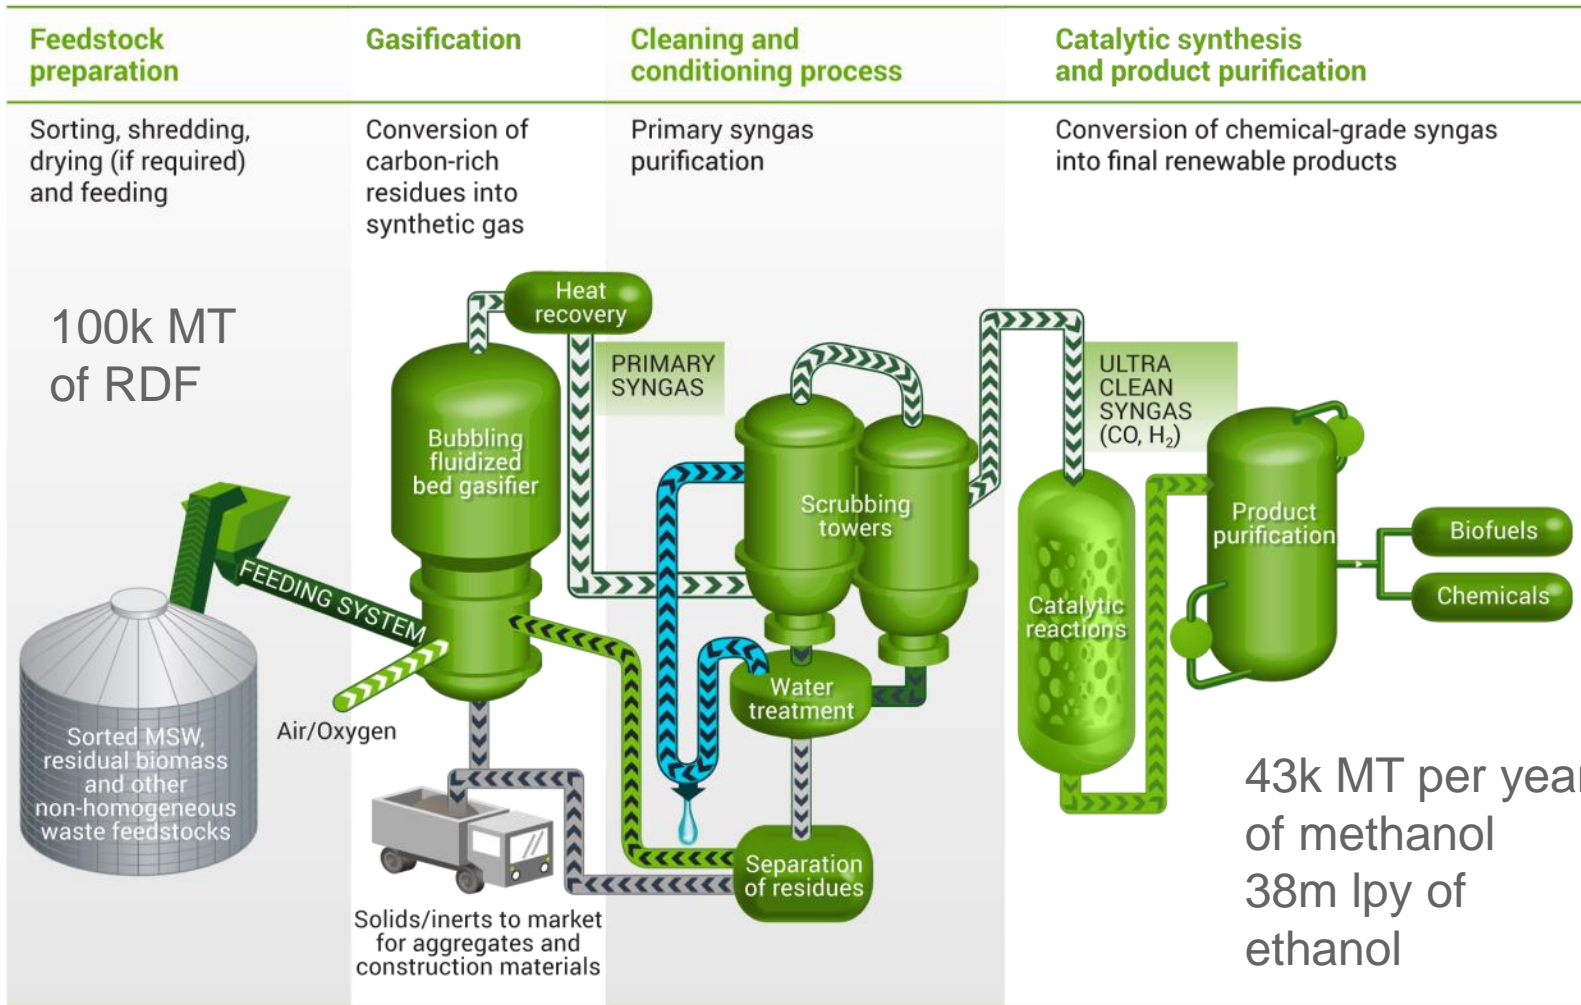 Feedstock
preparation
Gasification
Cleaning and
conditioning process
Catalytic synthesis
and product purification
Sorting, shredding,
drying (if required)
and feeding
Conversion of
carbon-rich
residues into
synthetic gas
Primary syngas
purification
Conversion of chemical-grade syngas
into final renewable products
100k MT
of RDF
Heat
recovery
PRIMARY
SYNGAS
ULTRA
CLEAN
SYNGAS
(CO, H₂)
Bubbling
fluidized
bed gasifier
Scrubbing
towers
Product
purification
Biofuels
Chemicals
FEEDING SYSTEM
Catalytic
reactions
Water
treatment
Air/Oxygen
Sorted MSW,
residual biomass
and other
non-homogeneous
waste feedstocks
Separation
of residues
Solids/inerts to market
for aggregates and
construction materials
43k MT per year
of methanol
38m lpy of
ethanol